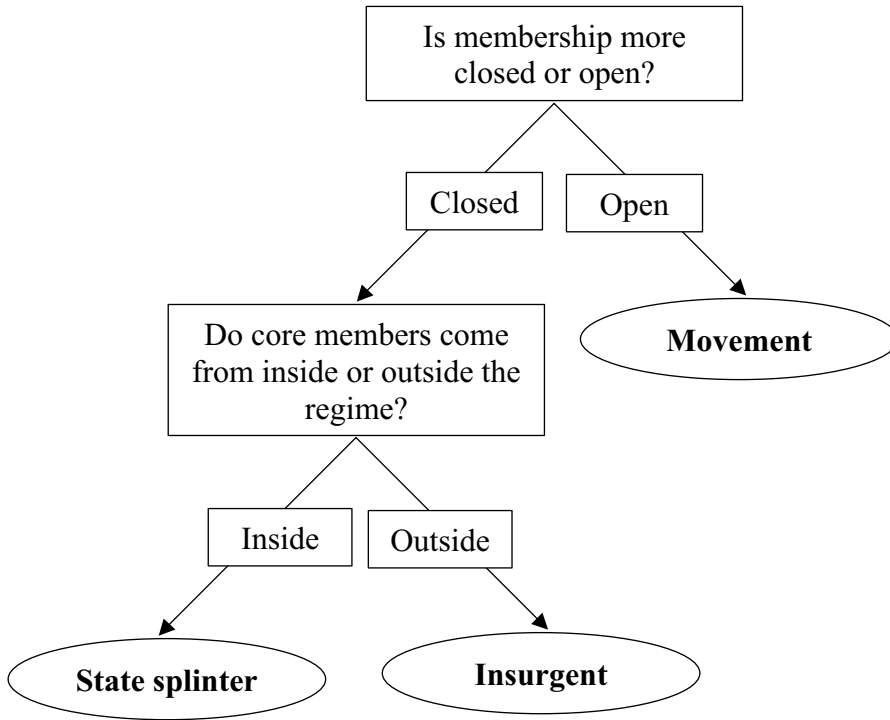 Is membership more
closed or open?
Closed
Open
Movement
Do core members come
from inside or outside the
regime?
Inside
Outside
State splinter
Insurgent